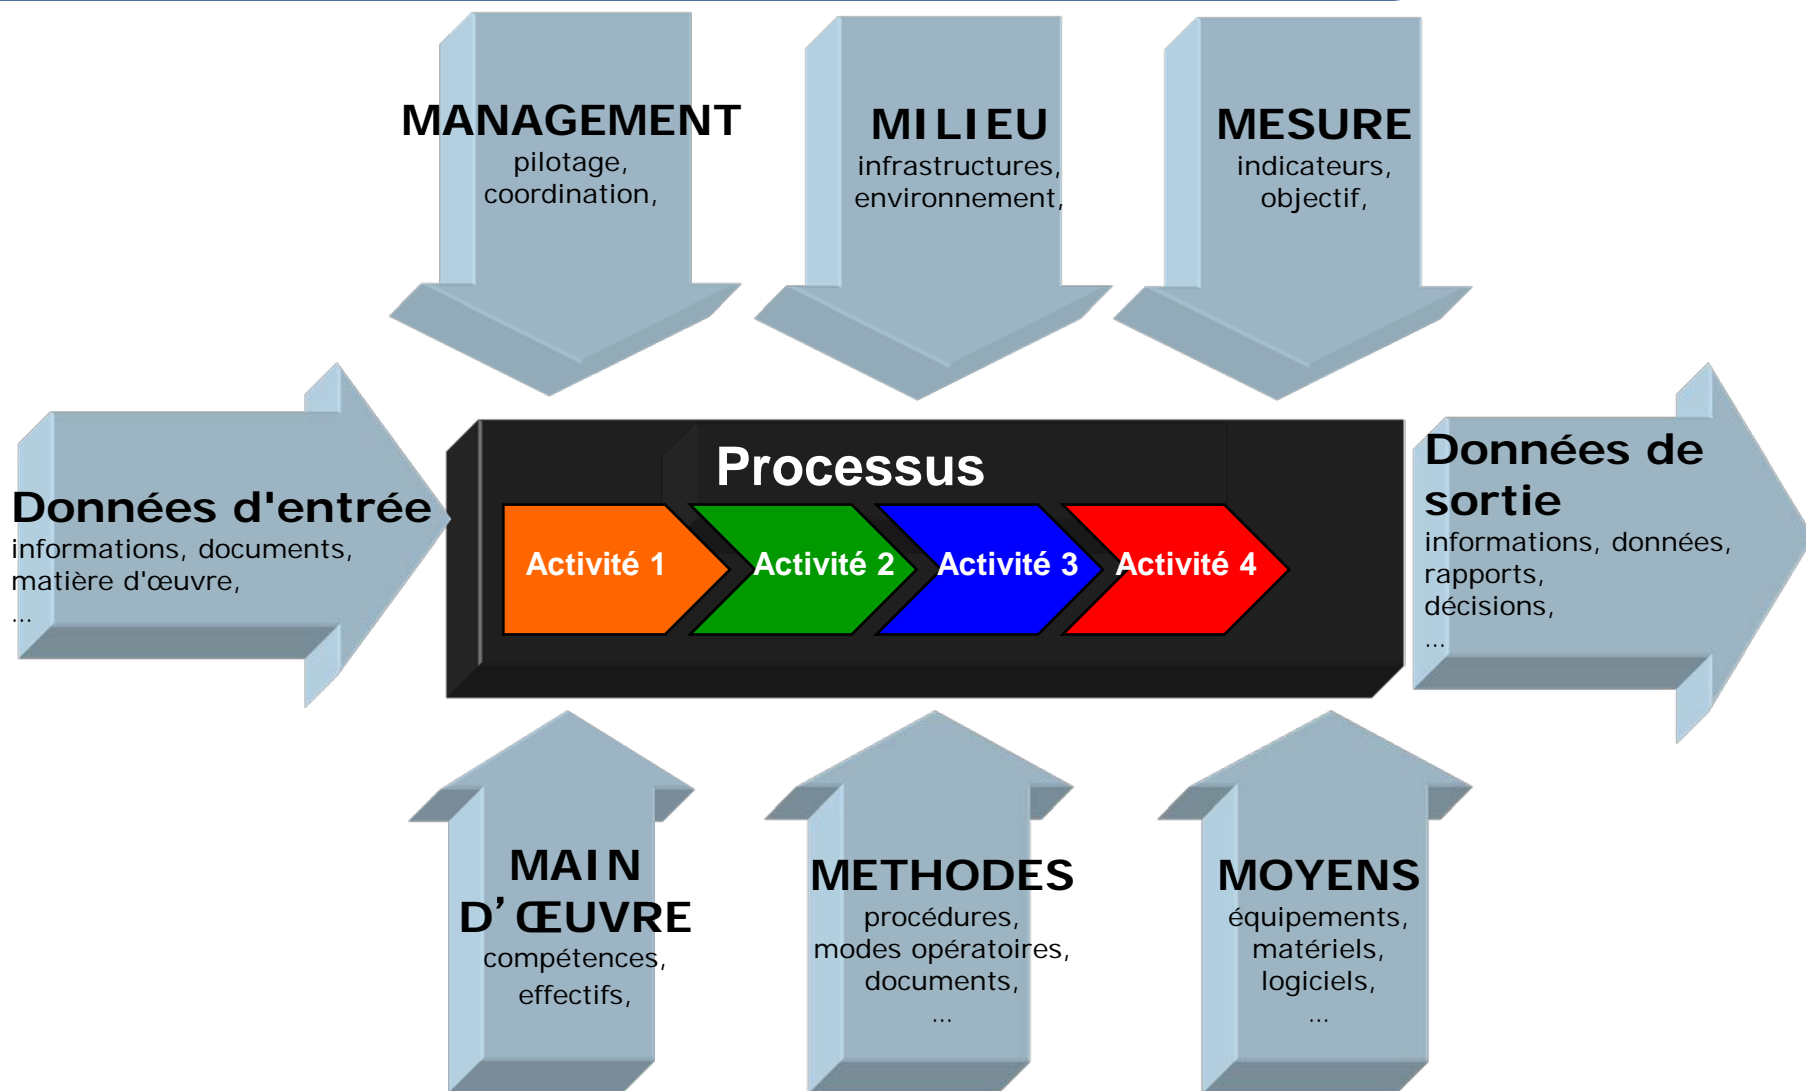 MANAGEMENT
pilotage,
coordination,
MILIEU
infrastructures,
environnement,
MESURE
indicateurs,
objectif,
Données d'entrée
informations, documents,
matière d'œuvre,
...
Processus
Activité 1
Activité 2
Activité 3
Activité 4
Données de
sortie
informations, données,
rapports,
décisions,
...
MAIN
D’ŒUVRE
compétences,
effectifs,
METHODES
procédures,
modes opératoires,
documents,
...
MOYENS
équipements,
matériels,
logiciels,
...